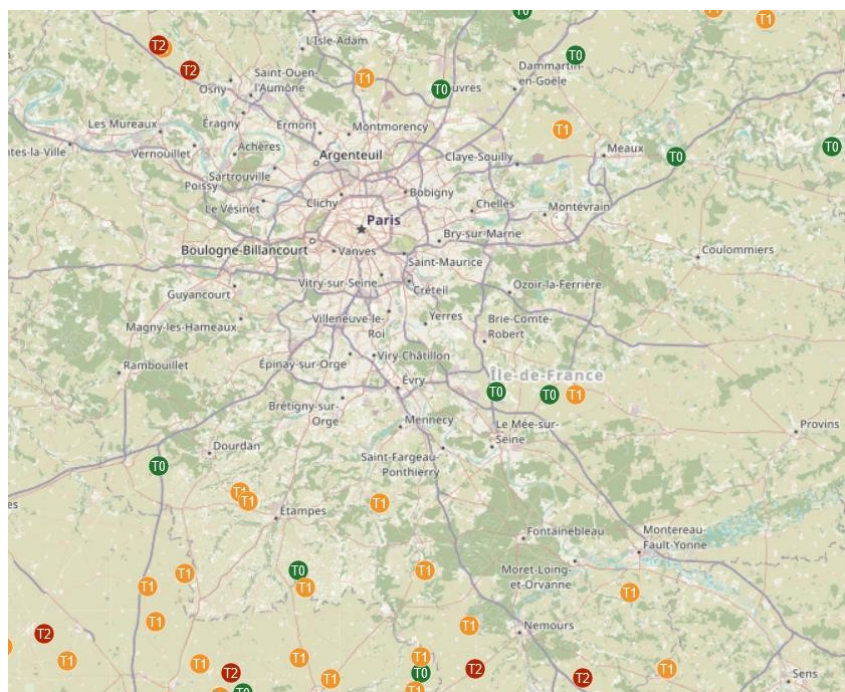 T0
T1
T1
T2
T0
L'Isle-Adam
T2
Saint-Ouen-
l'Aumône
T1
T0
Dammartin-
en-Goële
Osny
Les Mureaux
Éragny
Ermont
Montmorency
T1
Vernouillet
Achères
Argenteuil
Claye-Souilly
Meaux
T0
T0
Sartrouville
Poissy
Le Vésinet
Clichy
Bobigny
Chelles
Montévrain
Paris
Boulogne-Billancourt
Vanves
Bry-sur-Marne
Saint-Maurice
Coulommiers
Guyancourt
Vitry-sur-Seine
Créteil
Ozoir-la-Ferrière
Magny-les-Hameaux
Villeneuve-le-
Roi
Yerres
Brie-Comte-
Robert
Rambouillet
Épinay-sur-Orge
Viry-Châtillon
Île-de-France
Évry
T0
T0
T1
Brétigny-sur-
Orge
Mennecy
Le Mée-sur-
Seine
Provins
Dourdan
Saint-Fargeau-
Ponthierry
T0
T1
T1
T1
Étampes
Fontainebleau
Montereau-
Fault-Yonne
T1
T1
T0
T1
T1
Moret-Loing-
et-Orvanne
T1
T1
T1
Nemours
T2
T1
T1
T2
T1
T1
T1
T0
T2
T2
T1
Sens
T0
T1